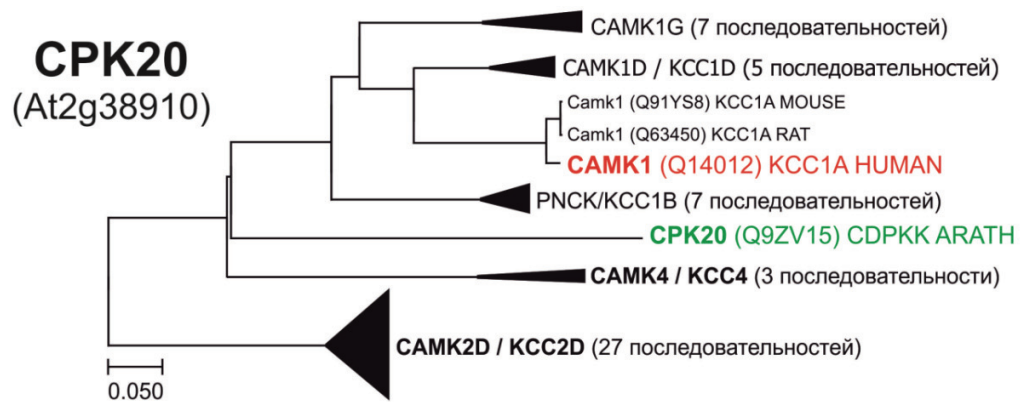 CPK20
(At2g38910)
CAMK1G (7 последовательностей)
CAMK1D / KCC1D (5 последовательностей)
Camk1 (Q91YS8) KCC1A MOUSE
Camk1 (Q63450) KCC1A RAT
CAMK1 (Q14012) KCC1A HUMAN
PNCK/KCC1B (7 последовательностей)
CPK20 (Q9ZV15) CDPKK ARATH
CAMK4 / KCC4 (3 последовательности)
CAMK2D / KCC2D (27 последовательностей)
0.050